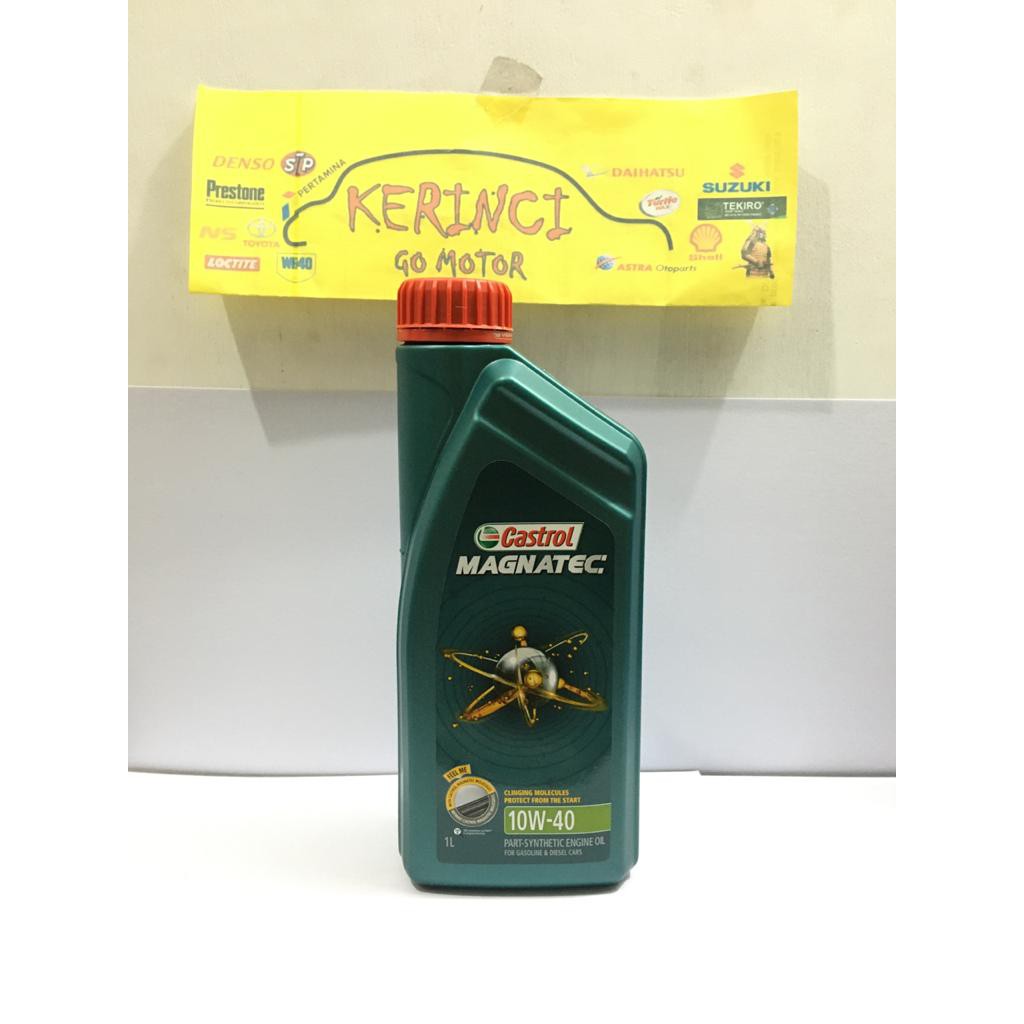 DENSO
STP
PERTAMINA
Prestone
NS
TOYOTA
LOCTITE
WD40
KERINCI
GO MOTOR
DAIHATSU
SUZUKI
Turtle
WAX
TEKIRO
Shell
ASTRA Otoparts
Castrol
MAGNATEC
FEEL ME
CLINGING MOLECULES
PROTECT FROM THE START
10W-40
1L
PART-SYNTHETIC ENGINE OIL
FOR GASOLINE & DIESEL CARS